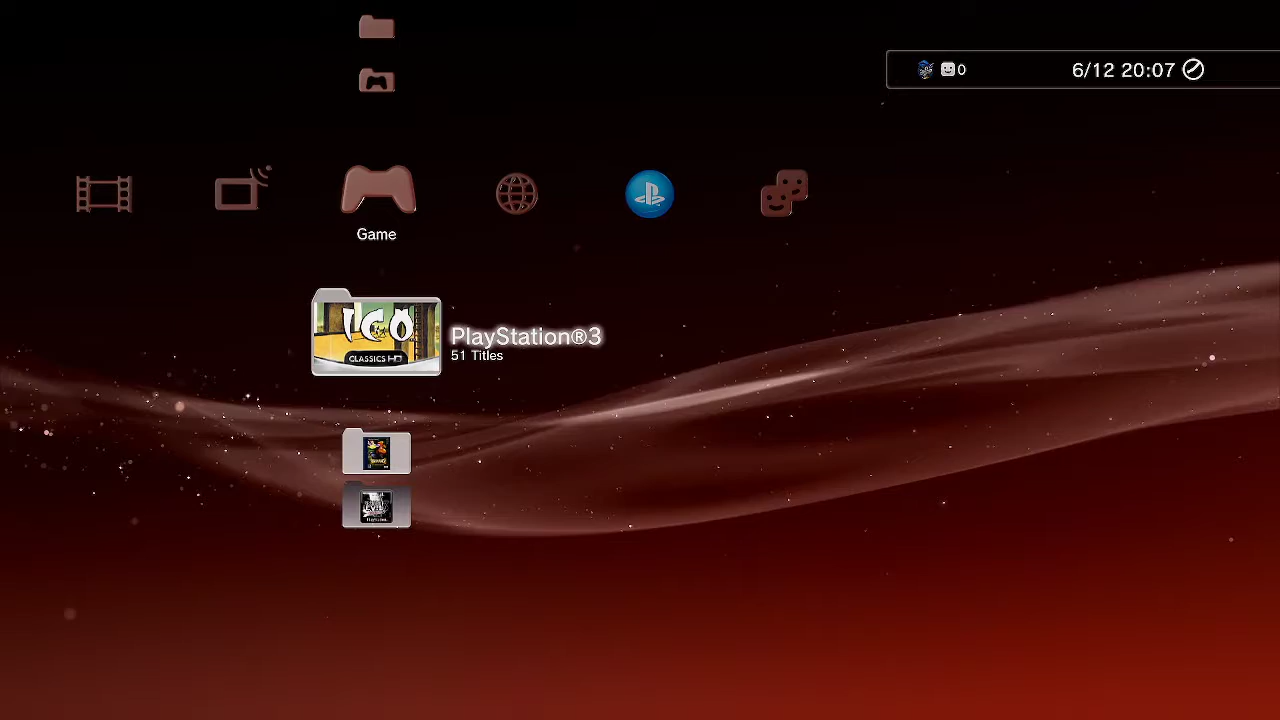 0
6/12 20:07
Game
ICO
CLASSICS HD
PlayStation®3
51 Titles